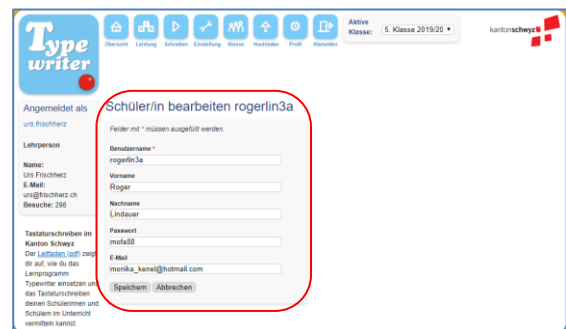 Type
writer
Übersicht Leistung Schreiben Einstellung Klasse Hochladen Profil Abmelden
Aktive
Klasse: 5. Klasse 2019/20
kantonschwyz
Angemeldet als
urs.frischherz
Lehrperson
Name:
Urs Frischherz
E-Mail:
urs@frischherz.ch
Besuche: 298
Tastaturschreiben im
Kanton Schwyz
Der Leitfaden (pdf) zeigt
dir auf, wie du das
Lernprogramm
Typewriter einsetzen und
das Tastaturschreiben
deinen Schülerinnen und
Schülern im Unterricht
vermitteln kannst.
Schüler/in bearbeiten rogerlin3a
Felder mit * müssen ausgefüllt werden.
Benutzername *
rogerlin3a
Vorname
Roger
Nachname
Lindauer
Passwort
mofa88
E-Mail
monika_kenel@hotmail.com
Speichern Abbrechen